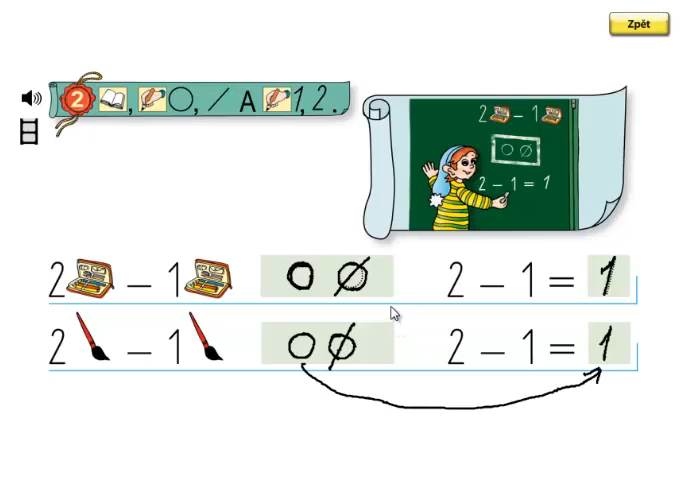 Zpět
2 , ○, / A 1, 2.
2 - 1
2 - 1 = 1
2 - 1 2 - 1 = 1
2 - 1 2 - 1 = 1